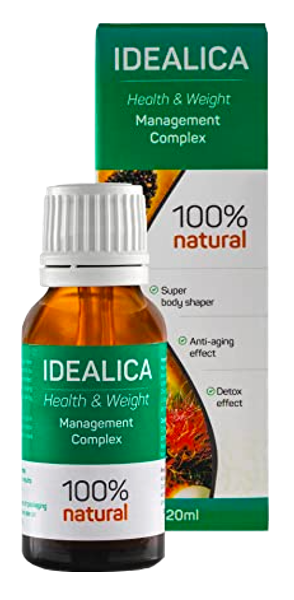 IDEALICA
Health & Weight
Management
Complex
100%
natural
Super
body shaper
Anti-aging
effect
Detox
effect
20ml
IDEALICA
Health & Weight
Management
Complex
100%
natural